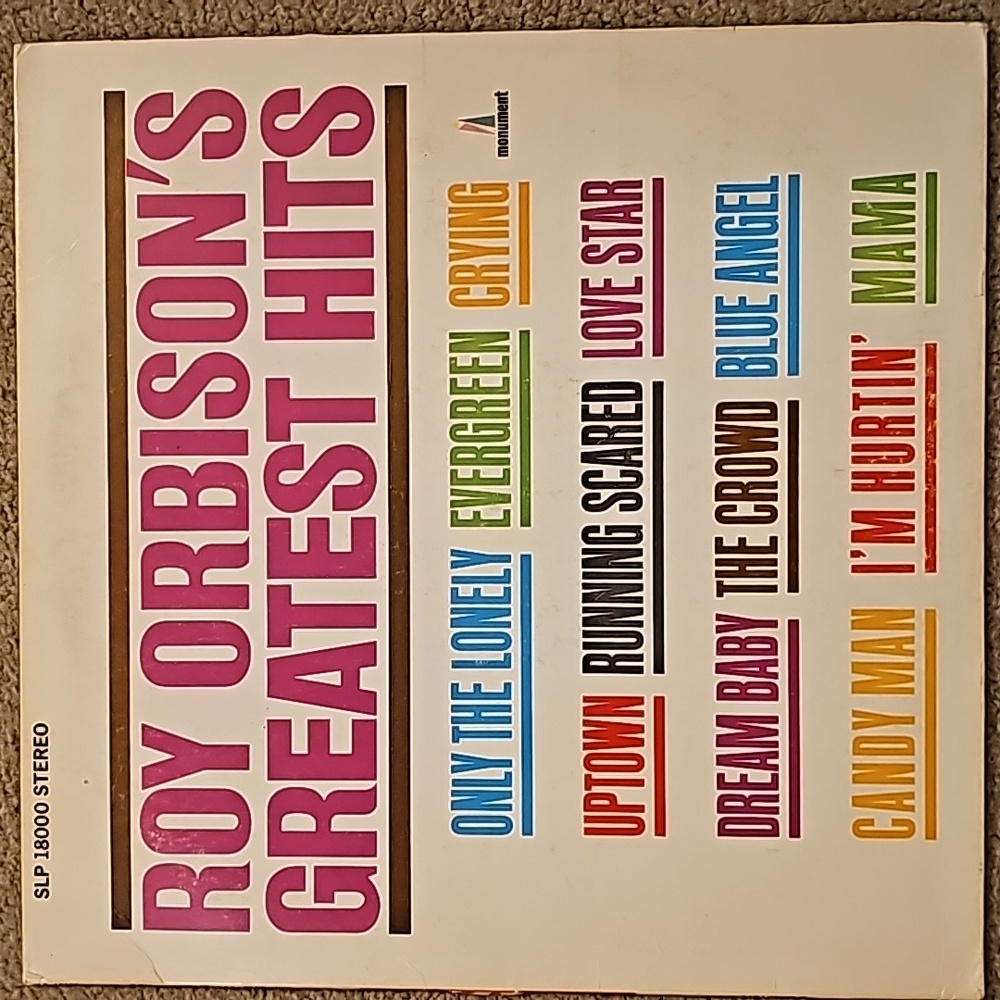 SLP 18000 STEREO
ROY ORBISON'S
GREATEST HITS
monument
ONLY THE LONELY EVERGREEN CRYING
UPTOWN RUNNING SCARED LOVE STAR
DREAM BABY THE CROWD BLUE ANGEL
CANDY MAN I'M HURTIN' MAMA